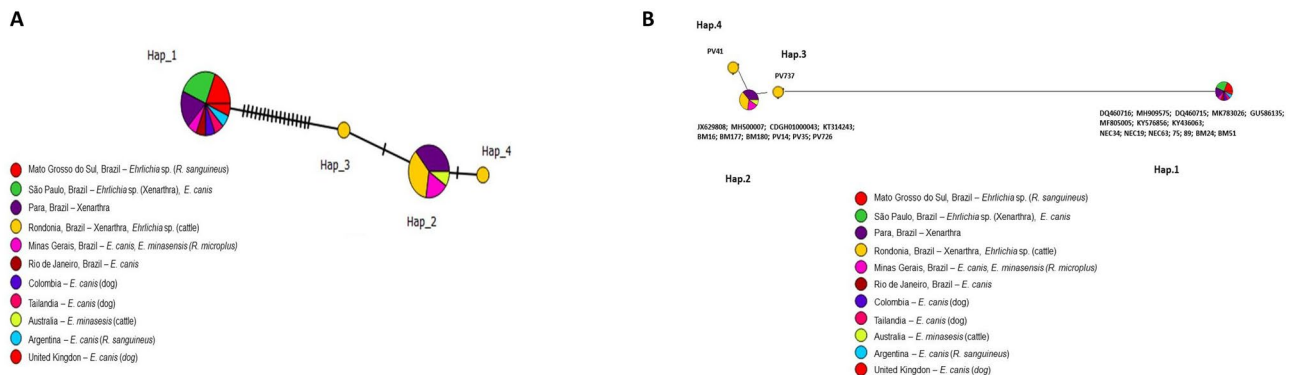 A
Hap_1
Hap_3
Hap_4
Hap_2
Mato Grosso do Sul, Brazil – Ehrlichia sp. (R. sanguineus)
São Paulo, Brazil – Ehrlichia sp. (Xenarthra), E. canis
Para, Brazil – Xenarthra
Rondonia, Brazil – Xenarthra, Ehrlichia sp. (cattle)
Minas Gerais, Brazil – E. canis, E. minasensis (R. microplus)
Rio de Janeiro, Brazil – E. canis
Colombia – E. canis (dog)
Tailandia – E. canis (dog)
Australia – E. minasesis (cattle)
Argentina – E. canis (R. sanguineus)
United Kingdon – E. canis (dog)
B
Hap.4
PV41
Hap.3
PV737
JX629808; MH500007; CDGH01000043; KT314243;
BM16; BM177; BM180; PV14; PV35; PV726
DQ460716; MH909575; DQ460715; MK783026; GU586135;
MF805005; KY576856; KY436063;
NEC34; NEC19; NEC63; 75; 89; BM24; BM51
Hap.2
Hap.1
Mato Grosso do Sul, Brazil – Ehrlichia sp. (R. sanguineus)
São Paulo, Brazil – Ehrlichia sp. (Xenarthra), E. canis
Para, Brazil – Xenarthra
Rondonia, Brazil – Xenarthra, Ehrlichia sp. (cattle)
Minas Gerais, Brazil – E. canis, E. minasensis (R. microplus)
Rio de Janeiro, Brazil – E. canis
Colombia – E. canis (dog)
Tailandia – E. canis (dog)
Australia – E. minasesis (cattle)
Argentina – E. canis (R. sanguineus)
United Kingdon – E. canis (dog)